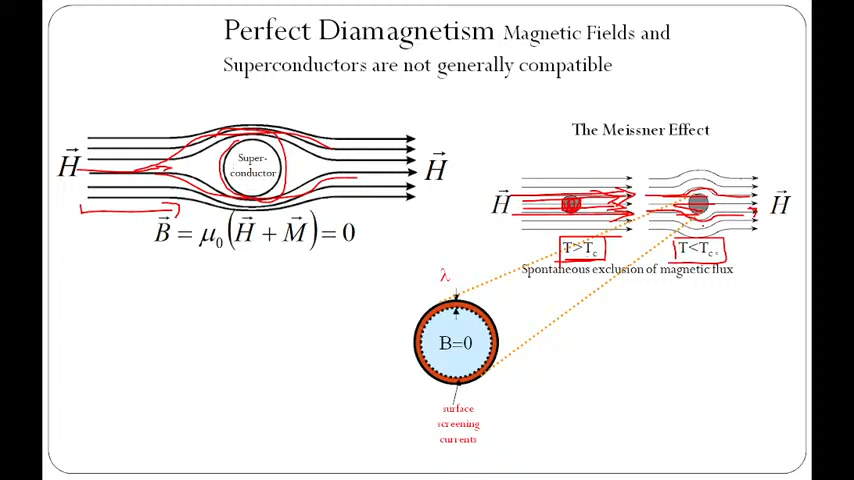 Perfect Diamagnetism Magnetic Fields and
Superconductors are not generally compatible
The Meissner Effect
H⃗
Super-
conductor
H⃗
B⃗ = μ₀(H⃗ + M⃗) = 0
H⃗
H⃗
T>Tc
T<Tc
Spontaneous exclusion of magnetic flux
λ
B=0
surface
screening
currents